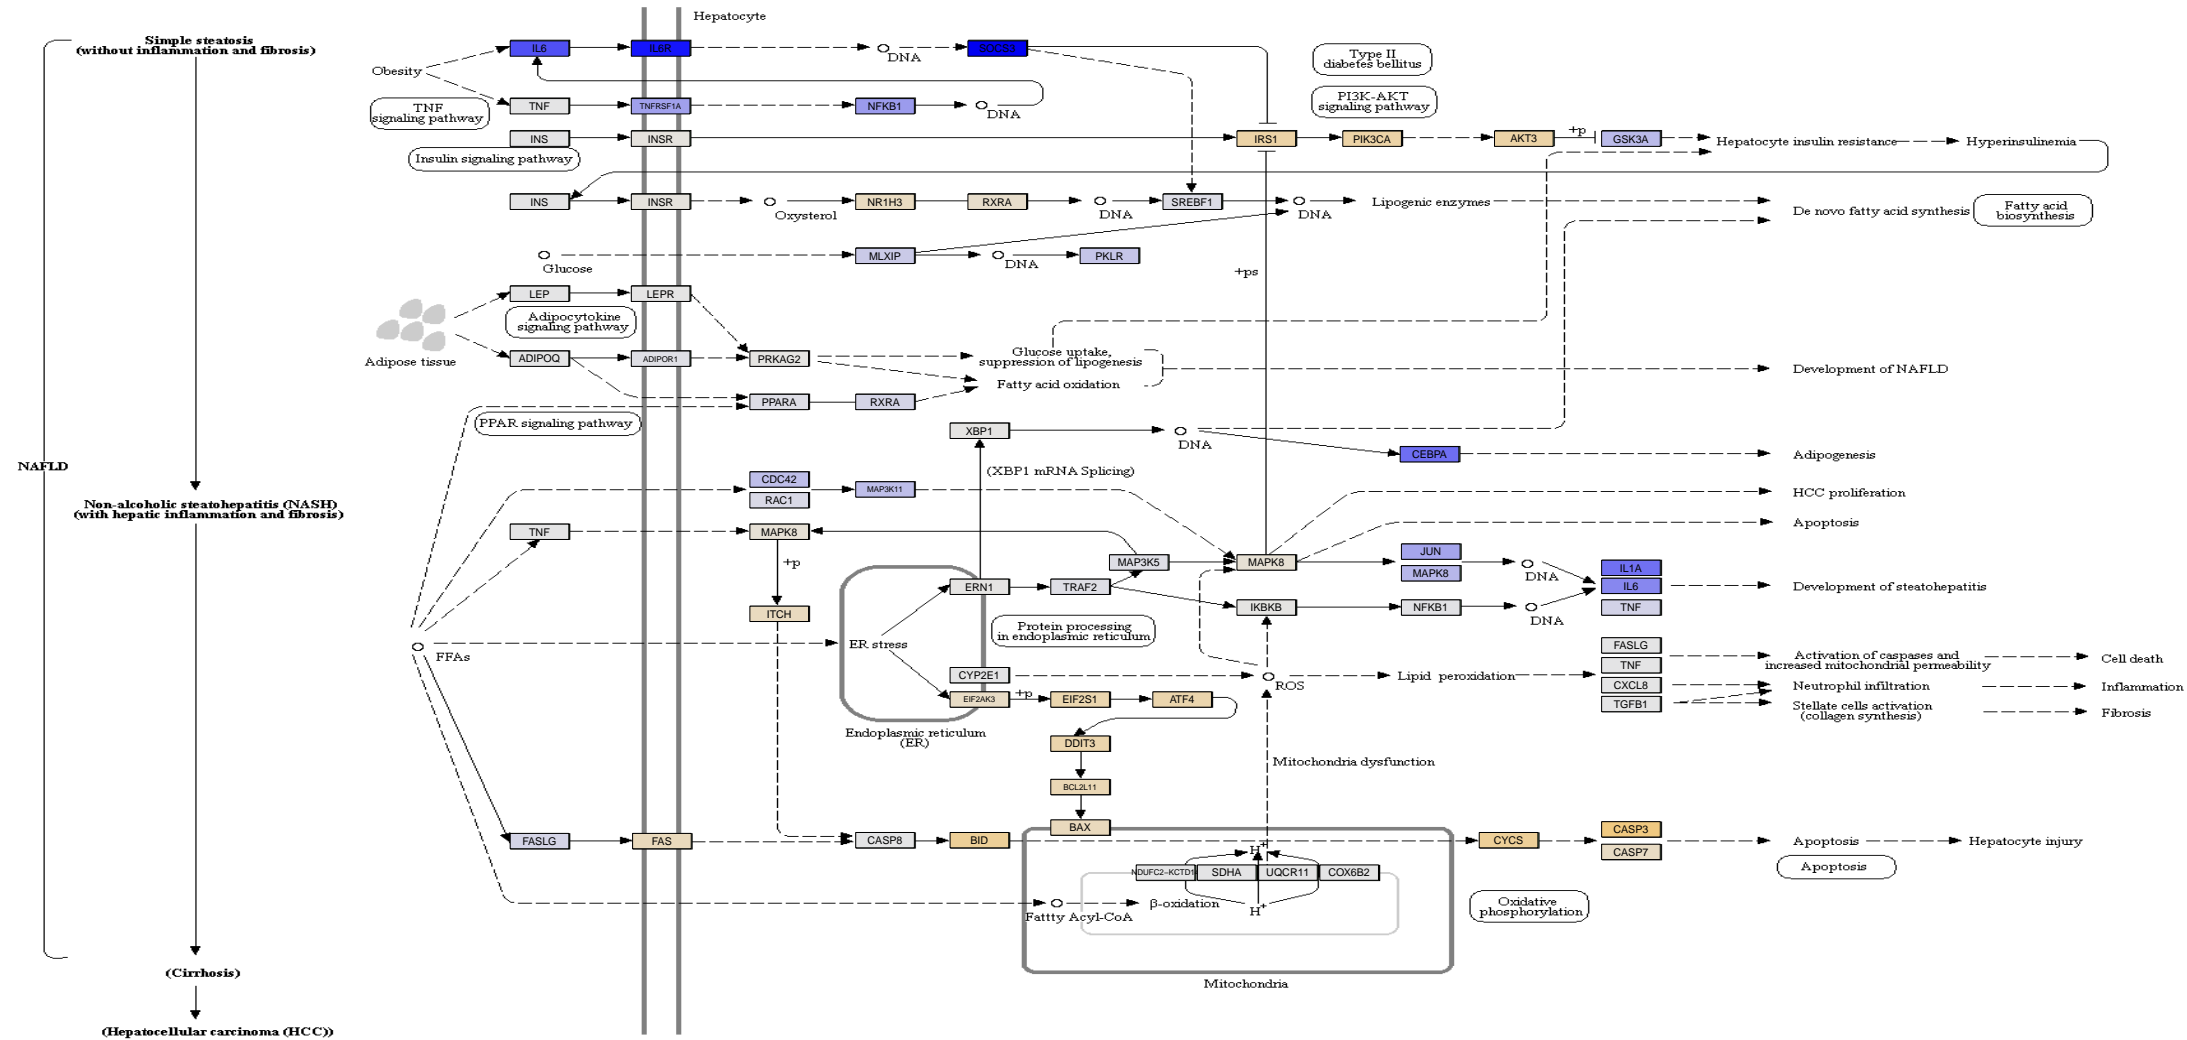 Hepatocyte
Simple steatosis
(without inflammation and fibrosis)
IL6
IL6R
DNA
SOCS3
Type II
diabetes bellitus
Obesity
TNF
signaling pathway
TNF
TNFRSF1A
NFKB1
DNA
PI3K-AKT
signaling pathway
INS
INSR
IRS1
PIK3CA
AKT3
+p
GSK3A
Hepatocyte insulin resistance
Hyperinsulinemia
Insulin signaling pathway
INS
INSR
Oxysterol
NR1H3
RXRA
DNA
SREBF1
DNA
Lipogenic enzymes
De novo fatty acid synthesis
Fatty acid
biosynthesis
Glucose
MLXIP
DNA
PKLR
+ps
LEP
LEPR
Adipocytokine
signaling pathway
Adipose tissue
ADIPOQ
ADIPOR1
PRKAG2
Glucose uptake,
suppression of lipogenesis
Fatty acid oxidation
Development of NAFLD
PPARA
RXRA
PPAR signaling pathway
XBP1
DNA
CEBPA
Adipogenesis
NAFLD
(XBP1 mRNA Splicing)
CDC42
RAC1
MAP3K11
HCC proliferation
Non-alcoholic steatohepatitis (NASH)
(with hepatic inflammation and fibrosis)
Apoptosis
TNF
MAPK8
+p
MAP3K5
MAPK8
JUN
MAPK8
DNA
IL1A
IL6
TNF
Development of steatohepatitis
ERN1
TRAF2
IKBKB
NFKB1
DNA
ITCH
Protein processing
in endoplasmic reticulum
ER stress
FFAs
FASLG
TNF
CXCL8
TGFB1
Activation of caspases and
increased mitochondrial permeability
Cell death
CYP2E1
ROS
Lipid peroxidation
Neutrophil infiltration
Inflammation
EIF2AK3
+p
EIF2S1
ATF4
Stellate cells activation
(collagen synthesis)
Fibrosis
Endoplasmic reticulum
(ER)
DDIT3
Mitochondria dysfunction
BCL2L11
BAX
FASLG
FAS
CASP8
BID
CYCS
CASP3
CASP7
Apoptosis
Hepatocyte injury
Apoptosis
H+
NDUFC2-KCTD1
SDHA
UQCR11
COX6B2
Fattty Acyl-CoA
β-oxidation
H+
Oxidative
phosphorylation
(Cirrhosis)
Mitochondria
(Hepatocellular carcinoma (HCC))